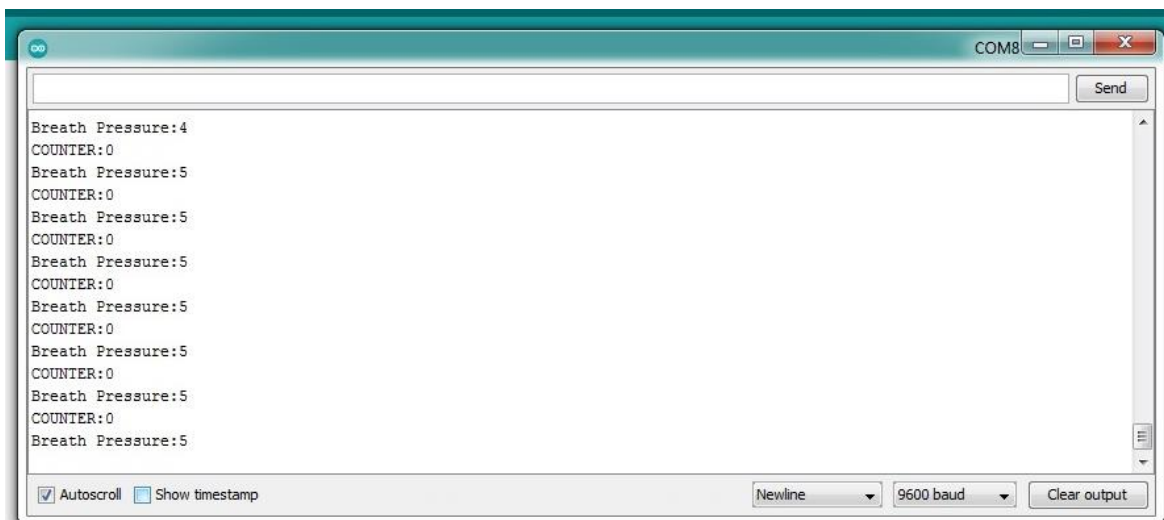 COM8
Send
Breath Pressure:4
COUNTER:0
Breath Pressure:5
COUNTER:0
Breath Pressure:5
COUNTER:0
Breath Pressure:5
COUNTER:0
Breath Pressure:5
COUNTER:0
Breath Pressure:5
COUNTER:0
Breath Pressure:5
COUNTER:0
Breath Pressure:5
Autoscroll Show timestamp Newline 9600 baud Clear output